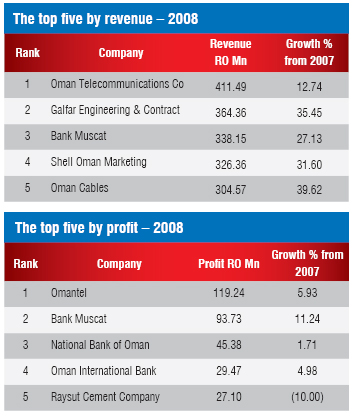 The top five by revenue – 2008
Rank Company Revenue RO Mn Growth % from 2007
1 Oman Telecommunications Co 411.49 12.74
2 Galfar Engineering & Contract 364.36 35.45
3 Bank Muscat 338.15 27.13
4 Shell Oman Marketing 326.36 31.60
5 Oman Cables 304.57 39.62
The top five by profit – 2008
Rank Company Profit RO Mn Growth % from 2007
1 Omantel 119.24 5.93
2 Bank Muscat 93.73 11.24
3 National Bank of Oman 45.38 1.71
4 Oman International Bank 29.47 4.98
5 Raysut Cement Company 27.10 (10.00)